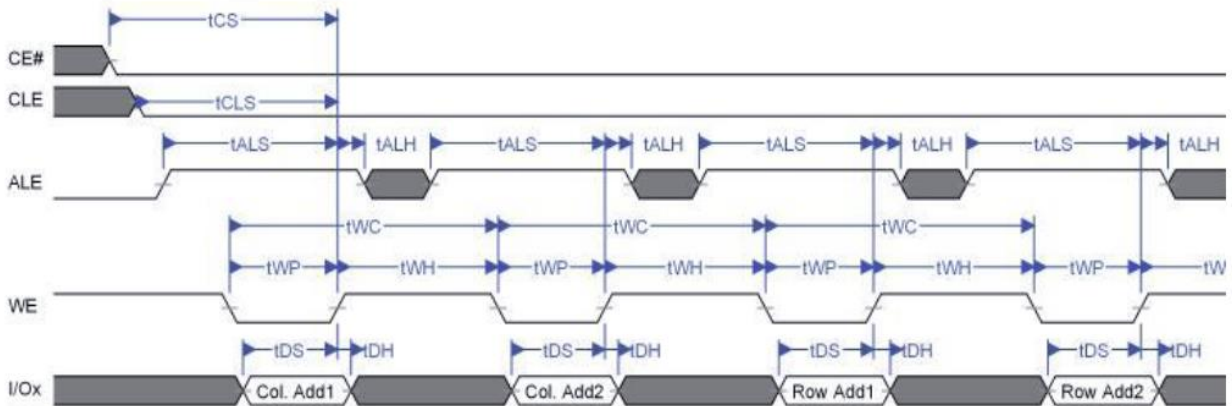 tCS
CE#
CLE tCLS
tALS tALH tALS tALH tALS tALH tALS tALH
ALE
tWC tWC tWC
tWP tWH tWP tWH tWP tWH tWP tW
WE
tDS tDH tDS tDH tDS tDH tDS tDH
I/Ox Col. Add1 Col. Add2 Row Add1 Row Add2